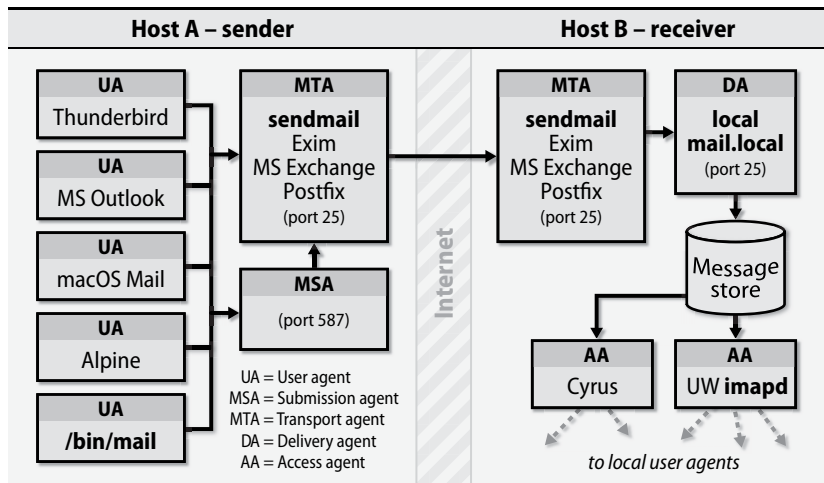 Host A – sender
Host B – receiver
UA
Thunderbird
UA
MS Outlook
UA
macOS Mail
UA
Alpine
UA
/bin/mail
MTA
sendmail
Exim
MS Exchange
Postfix
(port 25)
MSA
(port 587)
UA = User agent
MSA = Submission agent
MTA = Transport agent
DA = Delivery agent
AA = Access agent
Internet
MTA
sendmail
Exim
MS Exchange
Postfix
(port 25)
DA
local
mail.local
(port 25)
Message
store
AA
Cyrus
AA
UW imapd
to local user agents